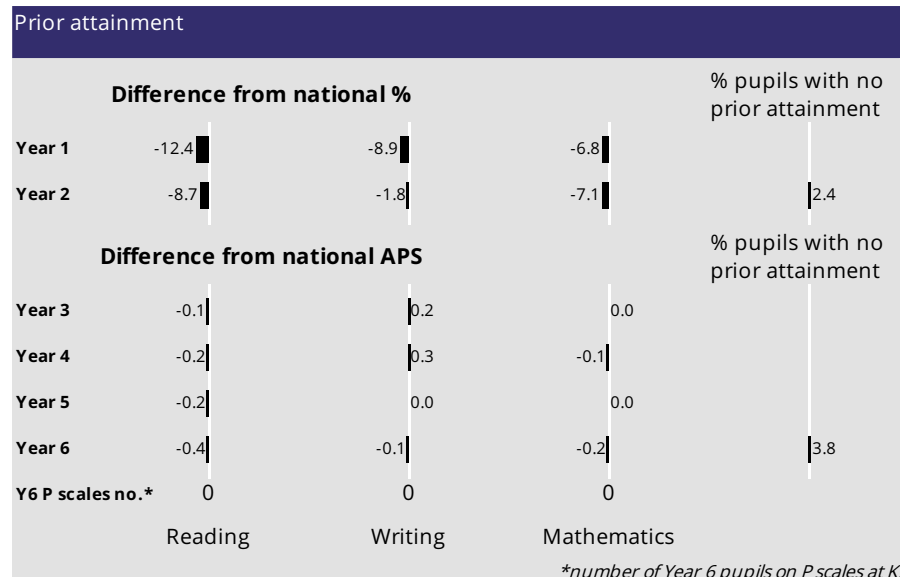 Prior attainment
Difference from national %
% pupils with no
prior attainment
Year 1 -12.4 -8.9 -6.8
Year 2 -8.7 -1.8 -7.1 2.4
Difference from national APS
% pupils with no
prior attainment
Year 3 -0.1 0.2 0.0
Year 4 -0.2 0.3 -0.1
Year 5 -0.2 0.0 0.0
Year 6 -0.4 -0.1 -0.2 3.8
Y6 P scales no.* 0 0 0
Reading Writing Mathematics
*number of Year 6 pupils on P scales at K